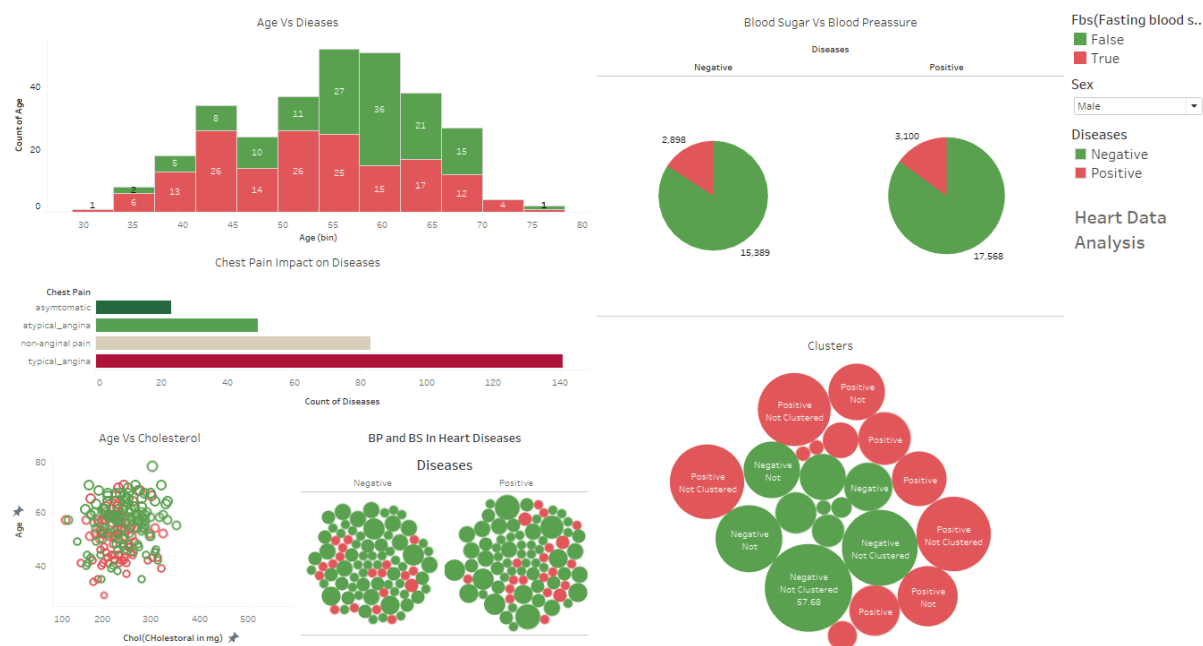 Age Vs Dieases
Count of Age
40
20
0
1
2
6
5
13
8
26
10
14
11
26
27
25
36
15
21
17
15
12
4
1
30
35
40
45
50
55
60
65
70
75
80
Age (bin)
Blood Sugar Vs Blood Preassure
Diseases
Negative
Positive
2,898
15,389
3,100
17,568
Fbs(Fasting blood s..
False
True
Sex
Male
Diseases
Negative
Positive
Heart Data
Analysis
Chest Pain Impact on Diseases
Chest Pain
asymtomatic
atypical_angina
non-anginal pain
typical_angina
0
20
40
60
80
100
120
140
Count of Diseases
Age Vs Cholesterol
Age
80
60
40
100
200
300
400
500
Chol(CHolestoral in mg)
BP and BS In Heart Diseases
Diseases
Negative
Positive
Clusters
Positive
Not
Positive
Not Clustered
Positive
Positive
Positive
Not Clustered
Negative
Not
Negative
Positive
Not Clustered
Negative
Not
Negative
Not Clustered
Negative
Not Clustered
57.68
Positive
Not
Positive